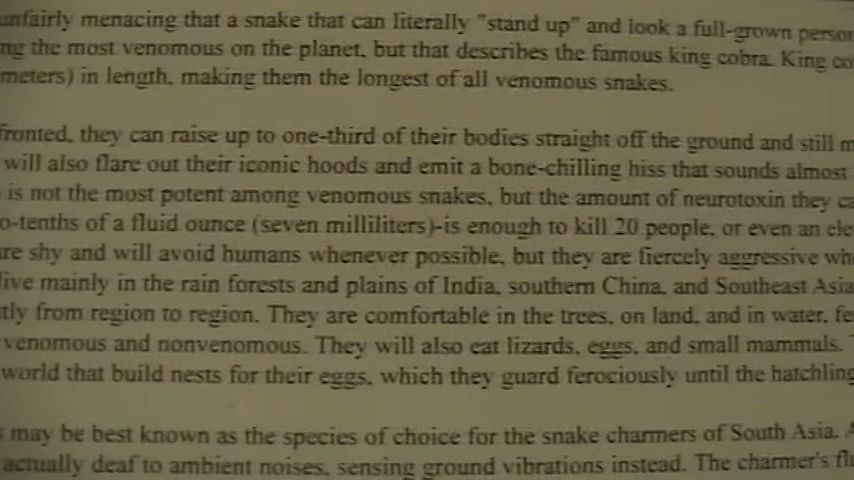 unfairly menacing that a snake that can literally "stand up" and look a full-grown person
ng the most venomous on the planet, but that describes the famous king cobra. King co
meters) in length, making them the longest of all venomous snakes.
fronted, they can raise up to one-third of their bodies straight off the ground and still m
will also flare out their iconic hoods and emit a bone-chilling hiss that sounds almost
is not the most potent among venomous snakes, but the amount of neurotoxin they ca
o-tenths of a fluid ounce (seven milliliters)-is enough to kill 20 people, or even an ele
are shy and will avoid humans whenever possible, but they are fiercely aggressive whe
live mainly in the rain forests and plains of India, southern China, and Southeast Asia
tly from region to region. They are comfortable in the trees, on land, and in water, fe
venomous and nonvenomous. They will also eat lizards, eggs, and small mammals.
world that build nests for their eggs, which they guard ferociously until the hatchling
may be best known as the species of choice for the snake charmers of South Asia. A
actually deaf to ambient noises, sensing ground vibrations instead. The charmer's flu